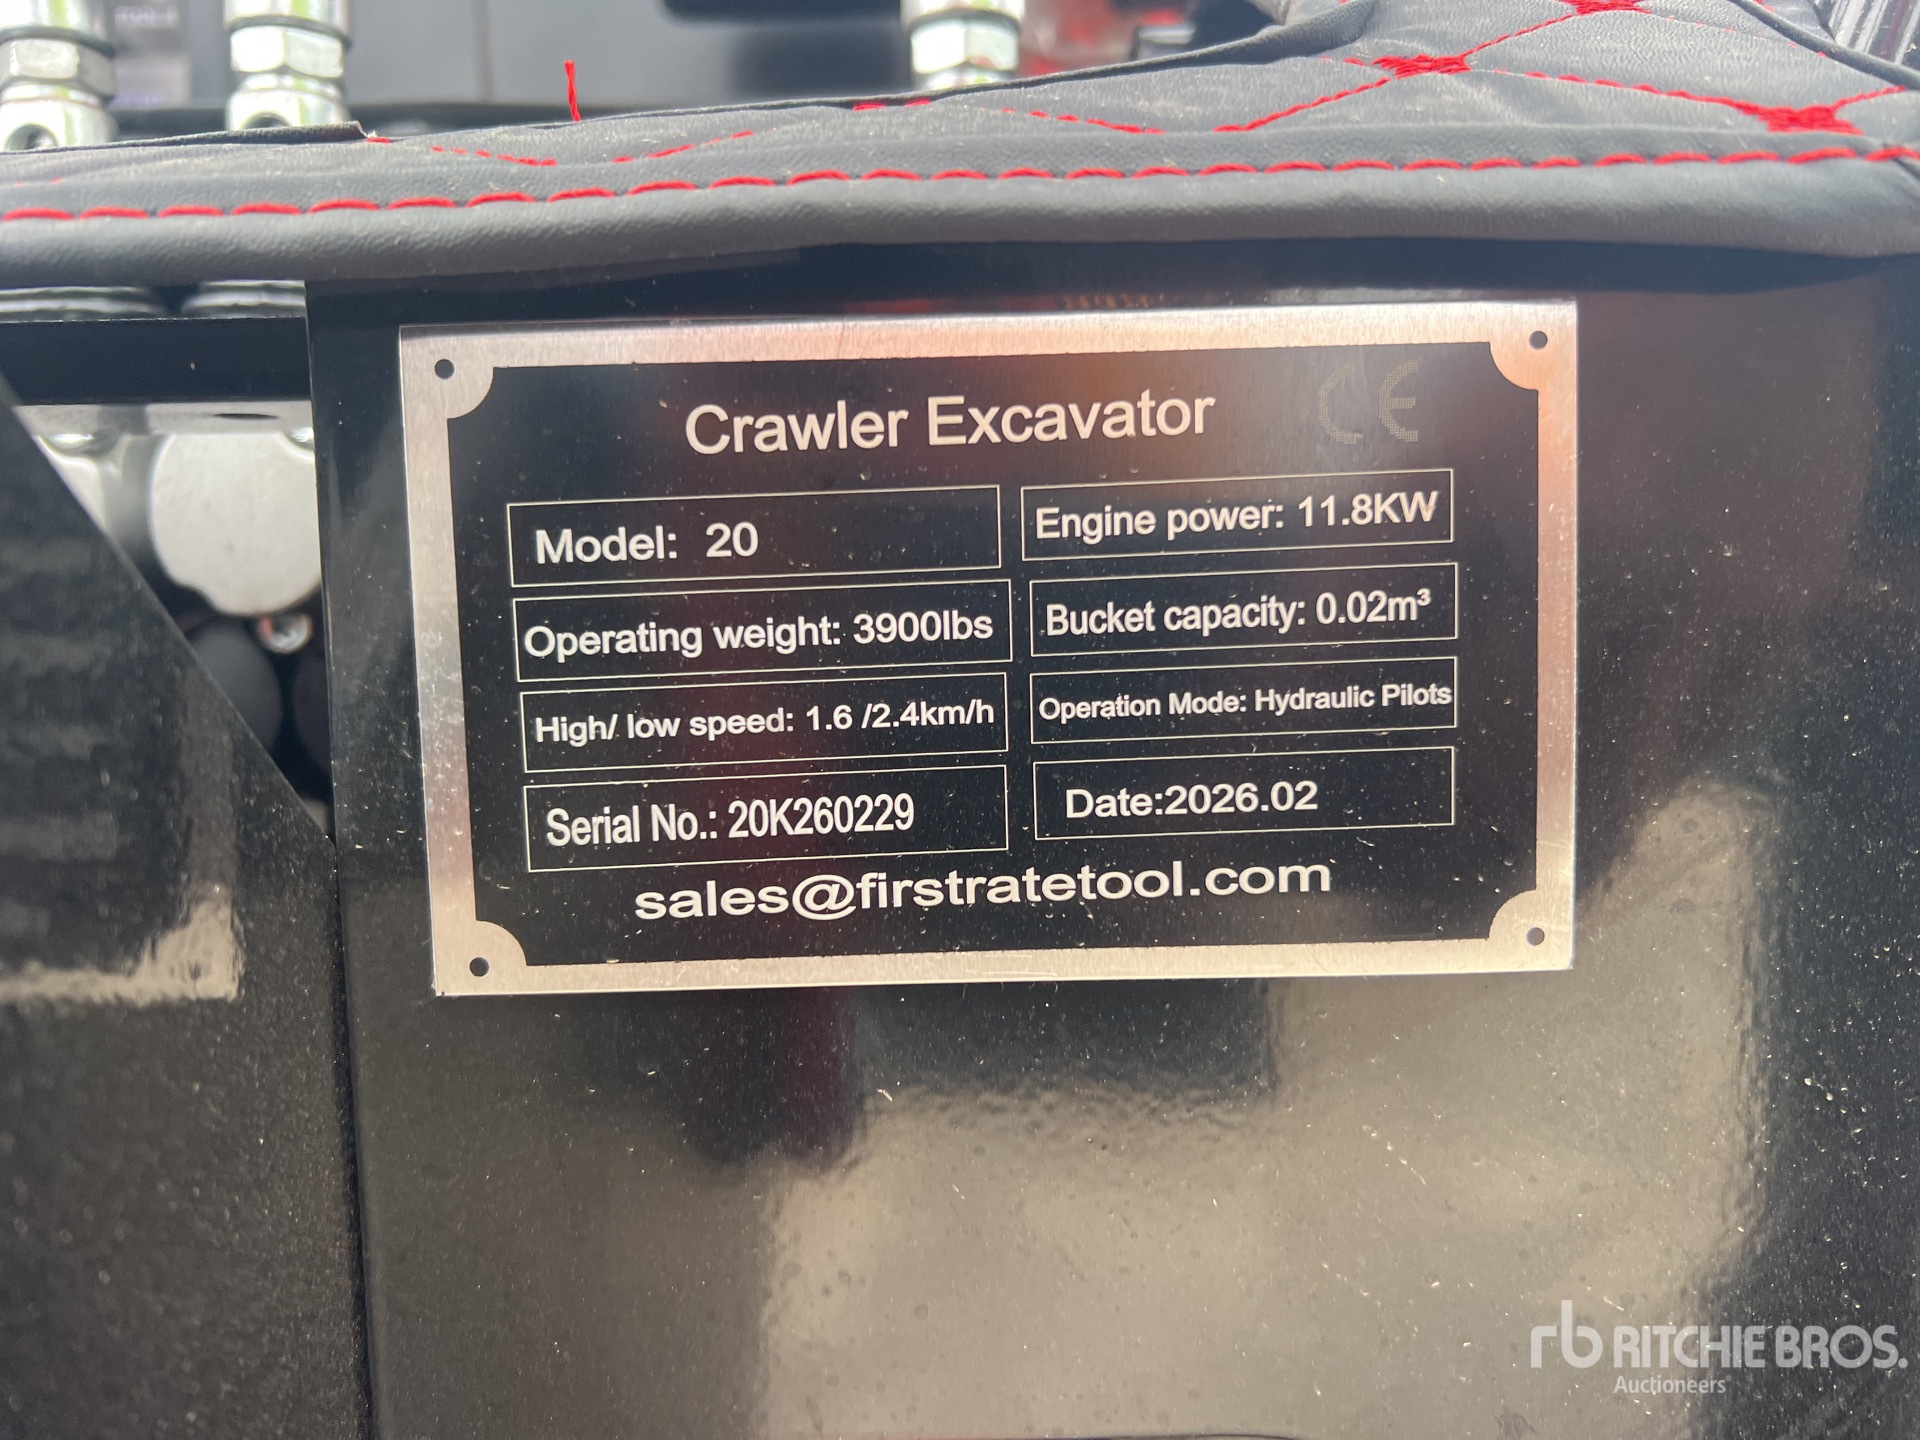 Crawler Excavator CE
Model: 20
Engine power: 11.8KW
Operating weight: 3900lbs
Bucket capacity: 0.02m³
High/ low speed: 1.6 /2.4km/h
Operation Mode: Hydraulic Pilots
Serial No.: 20K260229
Date:2026.02
sales@firstratetool.com
rb RITCHIE BROS.
Auctioneers